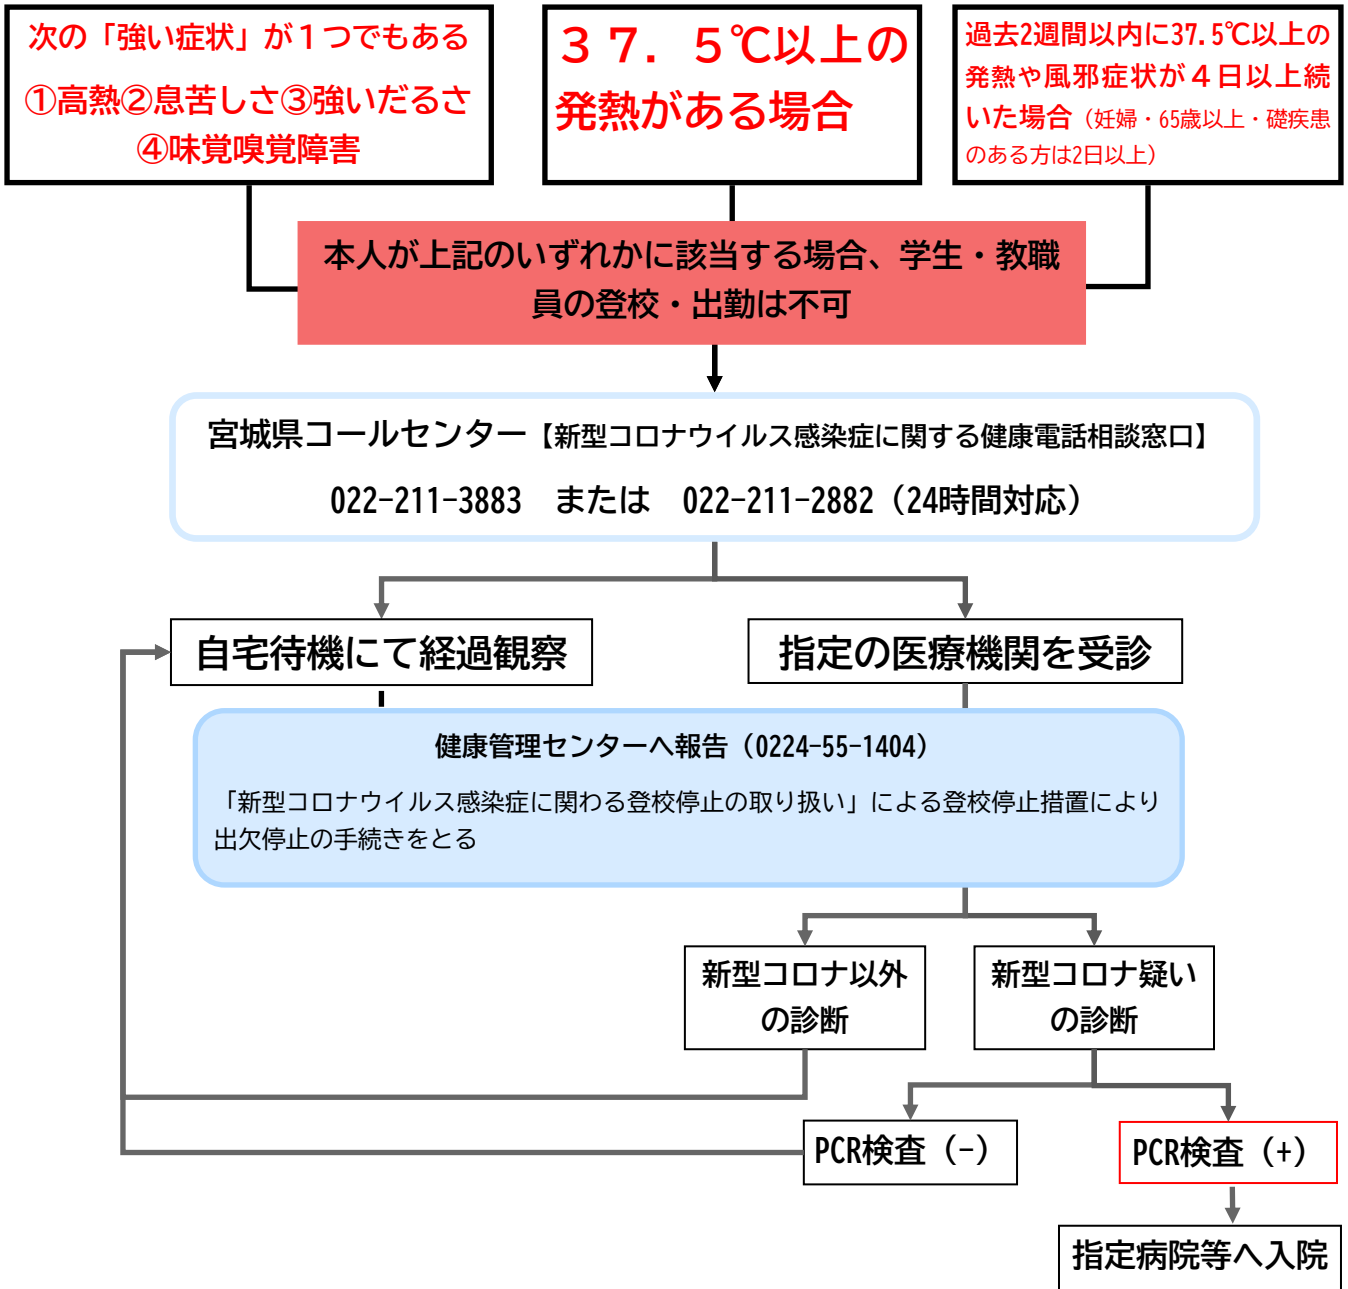 次の「強い症状」が１つでもある
①高熱②息苦しさ③強いだるさ
④味覚嗅覚障害
３７．５℃以上の
発熱がある場合
過去2週間以内に37.5℃以上の
発熱や風邪症状が４日以上続
いた場合（妊婦・65歳以上・礎疾患
のある方は2日以上）
本人が上記のいずれかに該当する場合、学生・教職
員の登校・出勤は不可
宮城県コールセンター【新型コロナウイルス感染症に関する健康電話相談窓口】
022-211-3883　または　022-211-2882（24時間対応）
自宅待機にて経過観察
指定の医療機関を受診
健康管理センターへ報告（0224-55-1404）
「新型コロナウイルス感染症に関わる登校停止の取り扱い」による登校停止措置により
出欠停止の手続きをとる
新型コロナ以外
の診断
新型コロナ疑い
の診断
PCR検査（-）
PCR検査（+）
指定病院等へ入院